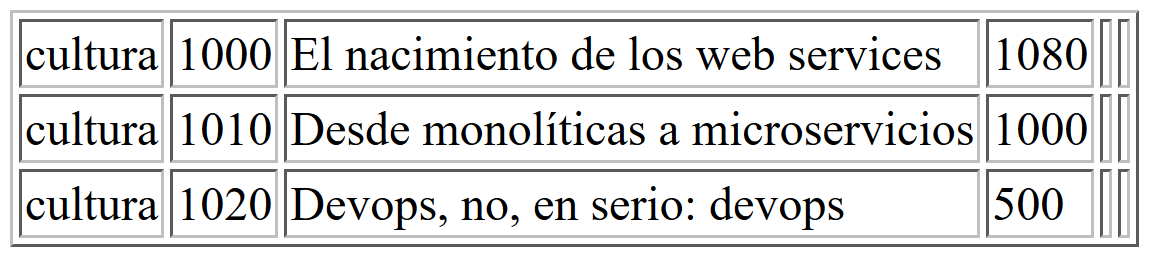 cultura 1000 El nacimiento de los web services 1080
cultura 1010 Desde monolíticas a microservicios 1000
cultura 1020 Devops, no, en serio: devops 500